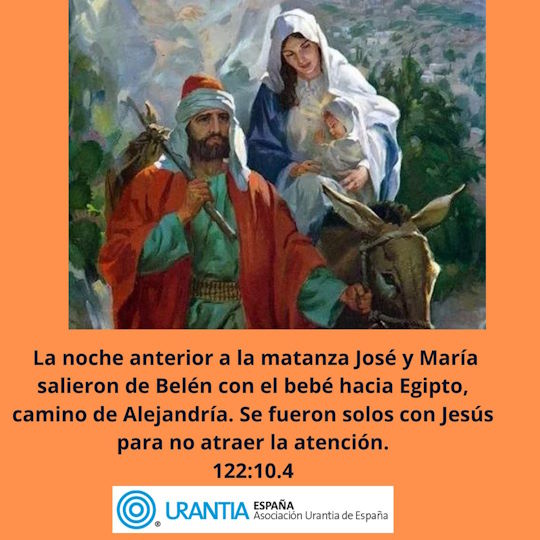 La noche anterior a la matanza José y María
salieron de Belén con el bebé hacia Egipto,
camino de Alejandría. Se fueron solos con Jesús
para no atraer la atención.
122:10.4
® URANTIA ESPAÑA
Asociación Urantia de España